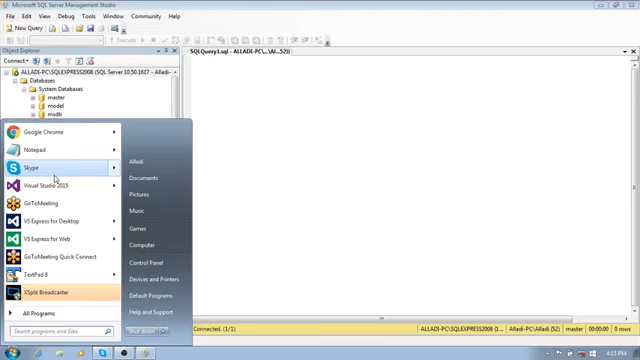 Microsoft SQL Server Management Studio
File Edit View Debug Tools Window Community Help
New Query
Execute
Object Explorer
Connect
ALLADI-PC\SQLEXPRESS2008 (SQL Server 10.50.1617 - Alladi-
Databases
System Databases
master
model
msdb
SQLQuery1.sql - ALLADI-PC\...\AL...52))
Google Chrome
Notepad
Skype
Visual Studio 2015
GoToMeeting
VS Express for Desktop
VS Express for Web
GoToMeeting Quick Connect
TextPad 8
XSplit Broadcaster
All Programs
Search programs and files
Alladi
Documents
Pictures
Music
Games
Computer
Control Panel
Devices and Printers
Default Programs
Help and Support
Shut down
Connected. (1/1)
ALLADI-PC\SQLEXPRESS2008 (1
Alladi-PC\Alladi (52)
master
00:00:00
0 rows
4:15 PM